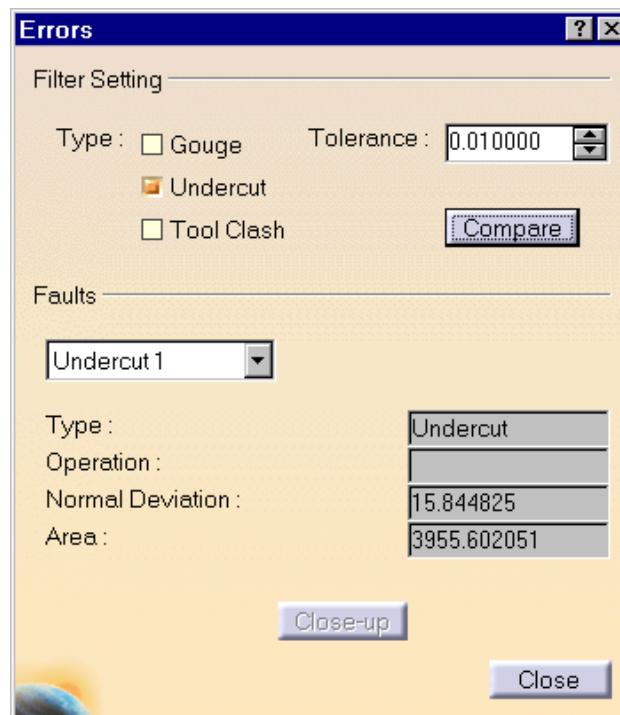 Errors
Filter Setting
Type : Gouge Tolerance : 0.010000
Undercut
Tool Clash Compare
Faults
Undercut 1
Type : Undercut
Operation :
Normal Deviation : 15.844825
Area : 3955.602051
Close-up
Close